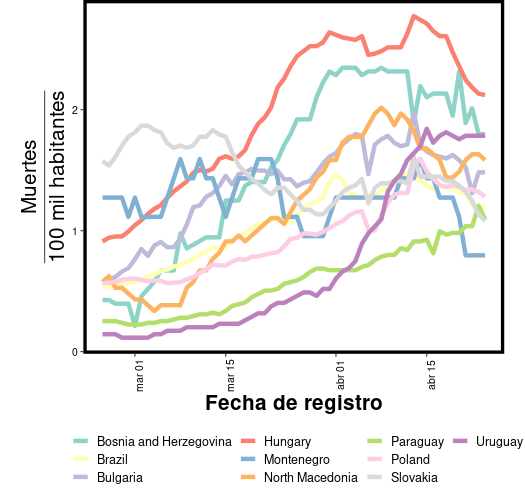 Muertes
100 mil habitantes
2
1
0
mar 01
mar 15
abr 01
abr 15
Fecha de registro
Bosnia and Herzegovina
Hungary
Paraguay
Uruguay
Brazil
Montenegro
Poland
Bulgaria
North Macedonia
Slovakia